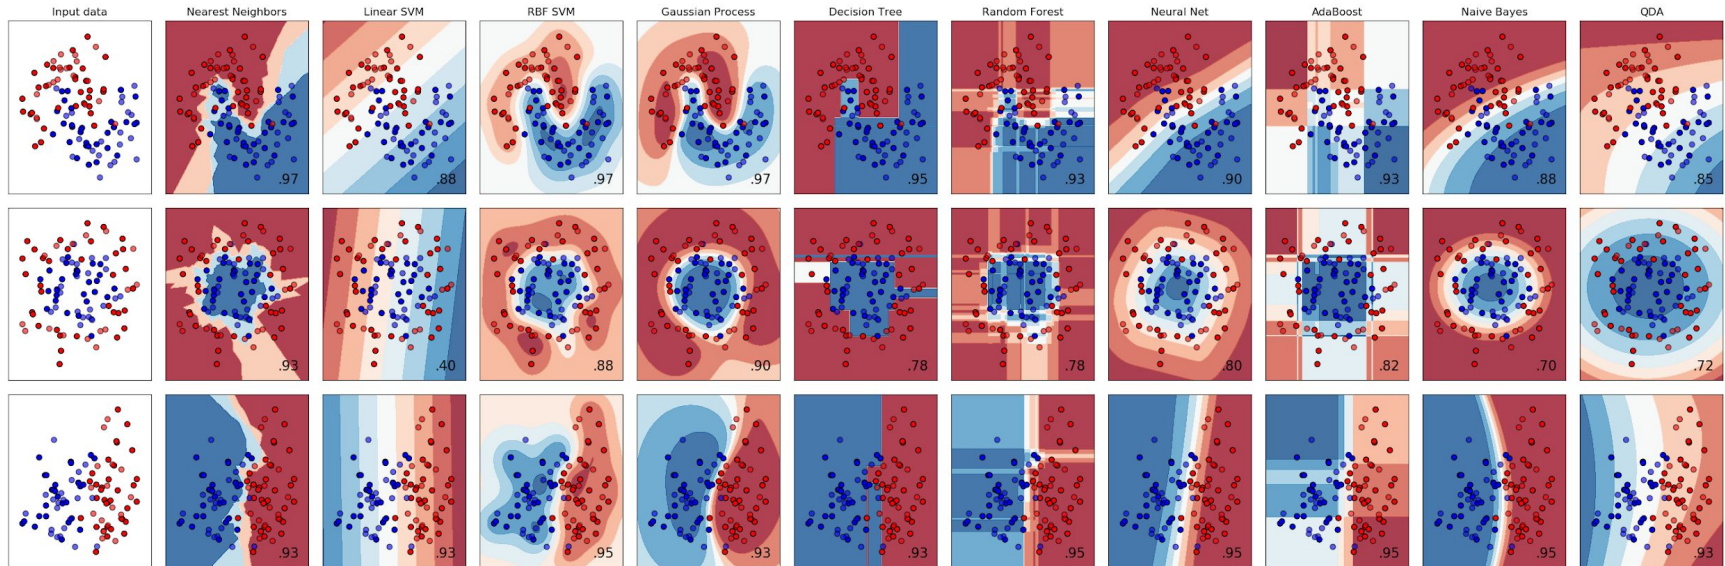 Input data Nearest Neighbors Linear SVM RBF SVM Gaussian Process Decision Tree Random Forest Neural Net AdaBoost Naive Bayes QDA
.97 .88 .97 .97 .95 .93 .90 .93 .88 .85
.93 .40 .88 .90 .78 .78 .80 .82 .70 .72
.93 .93 .95 .93 .93 .95 .95 .95 .95 .93